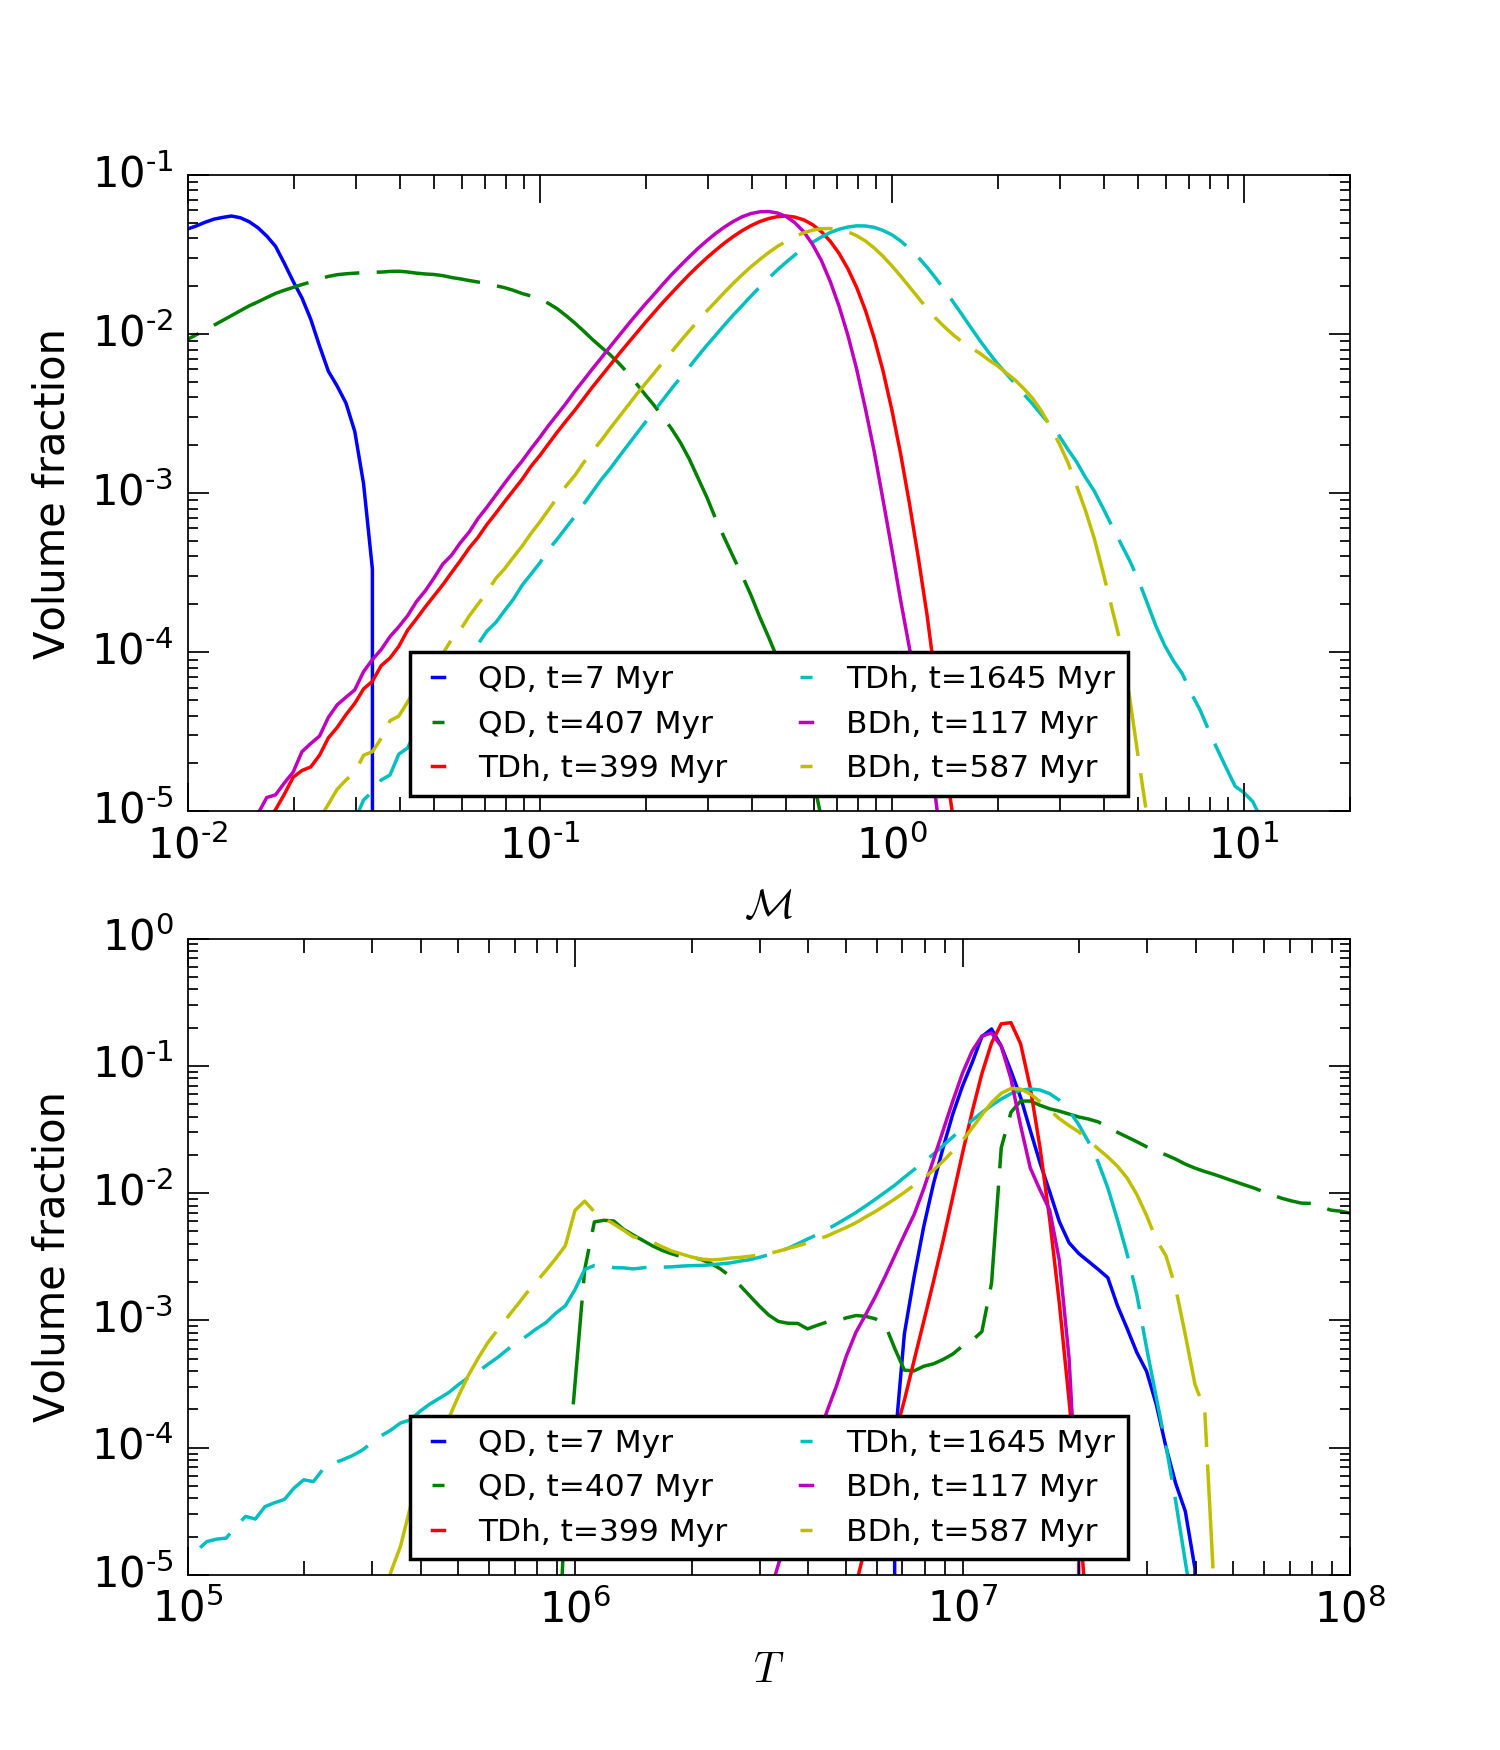 10^-1
10^-2
10^-3
10^-4
10^-5
Volume fraction
QD, t=7 Myr
QD, t=407 Myr
TDh, t=399 Myr
TDh, t=1645 Myr
BDh, t=117 Myr
BDh, t=587 Myr
10^-2 10^-1 10^0 10^1
ℳ
10^0
10^-1
10^-2
10^-3
10^-4
10^-5
Volume fraction
QD, t=7 Myr
QD, t=407 Myr
TDh, t=399 Myr
TDh, t=1645 Myr
BDh, t=117 Myr
BDh, t=587 Myr
10^5 10^6 10^7 10^8
T